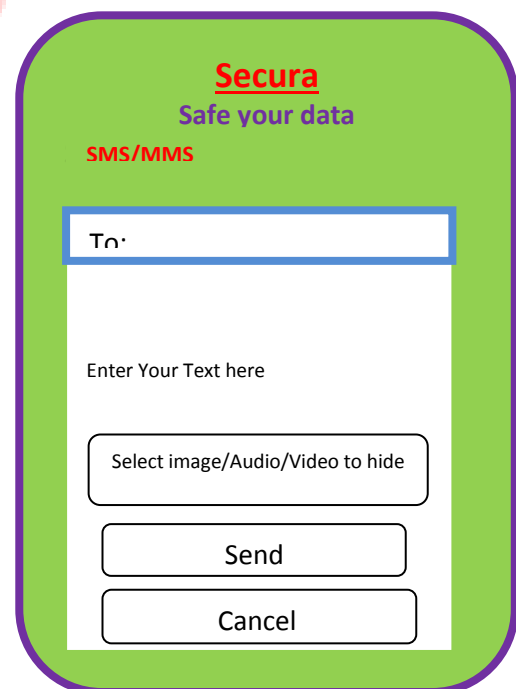 Secura
Safe your data
SMS/MMS
To:
Enter Your Text here
Select image/Audio/Video to hide
Send
Cancel